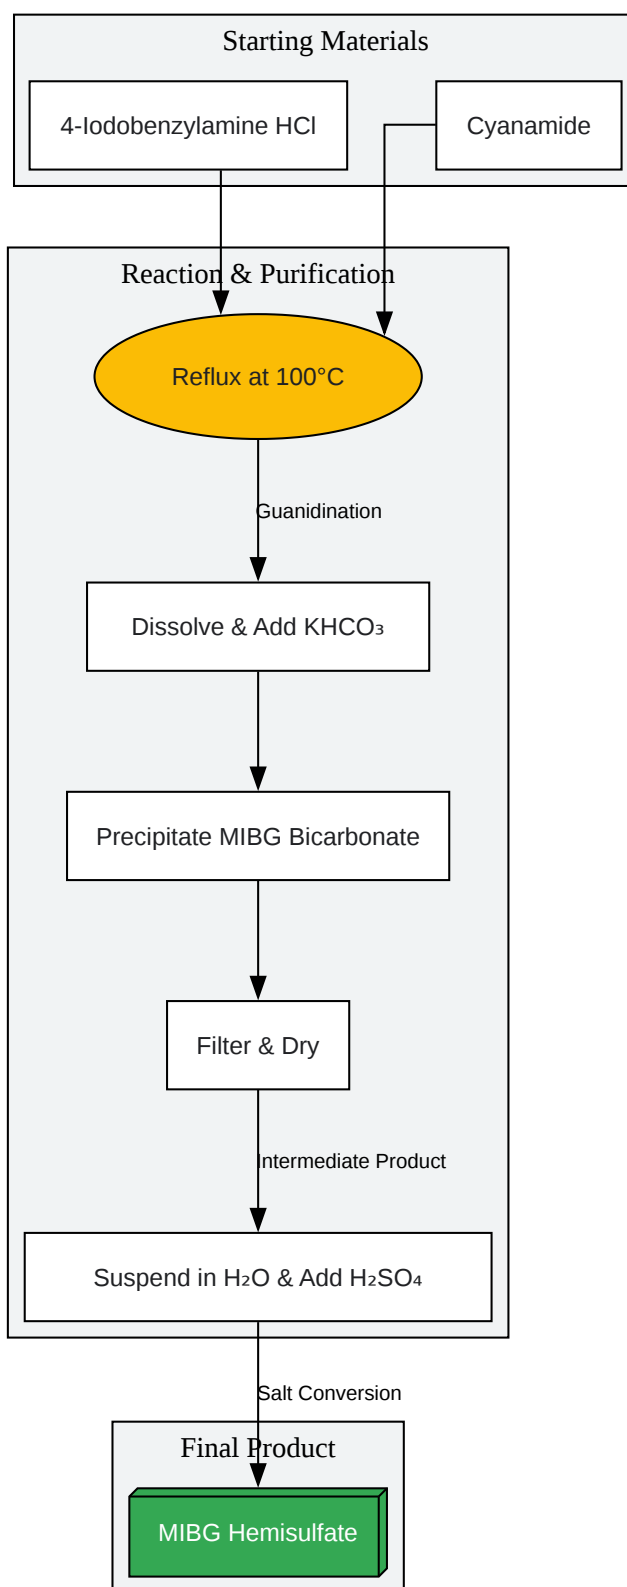 Starting Materials
4-Iodobenzylamine HCl
Cyanamide
Reaction & Purification
Reflux at 100°C
Guanidination
Dissolve & Add KHCO₃
Precipitate MIBG Bicarbonate
Filter & Dry
Intermediate Product
Suspend in H₂O & Add H₂SO₄
Salt Conversion
Final Product
MIBG Hemisulfate